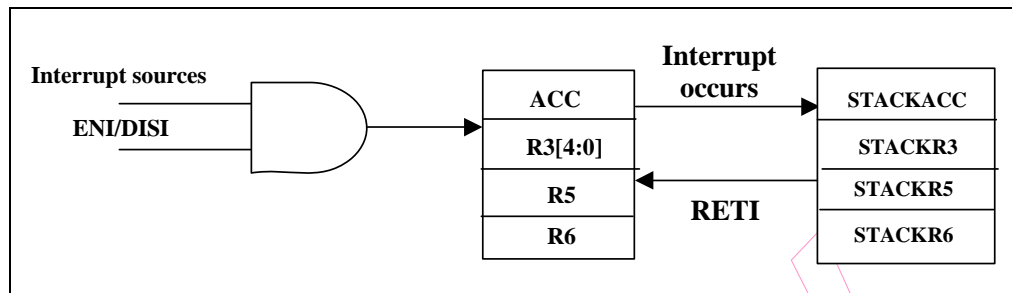 Interrupt sources
ENI/DISI
ACC
R3[4:0]
R5
R6
Interrupt
occurs
RETI
STACKACC
STACKR3
STACKR5
STACKR6